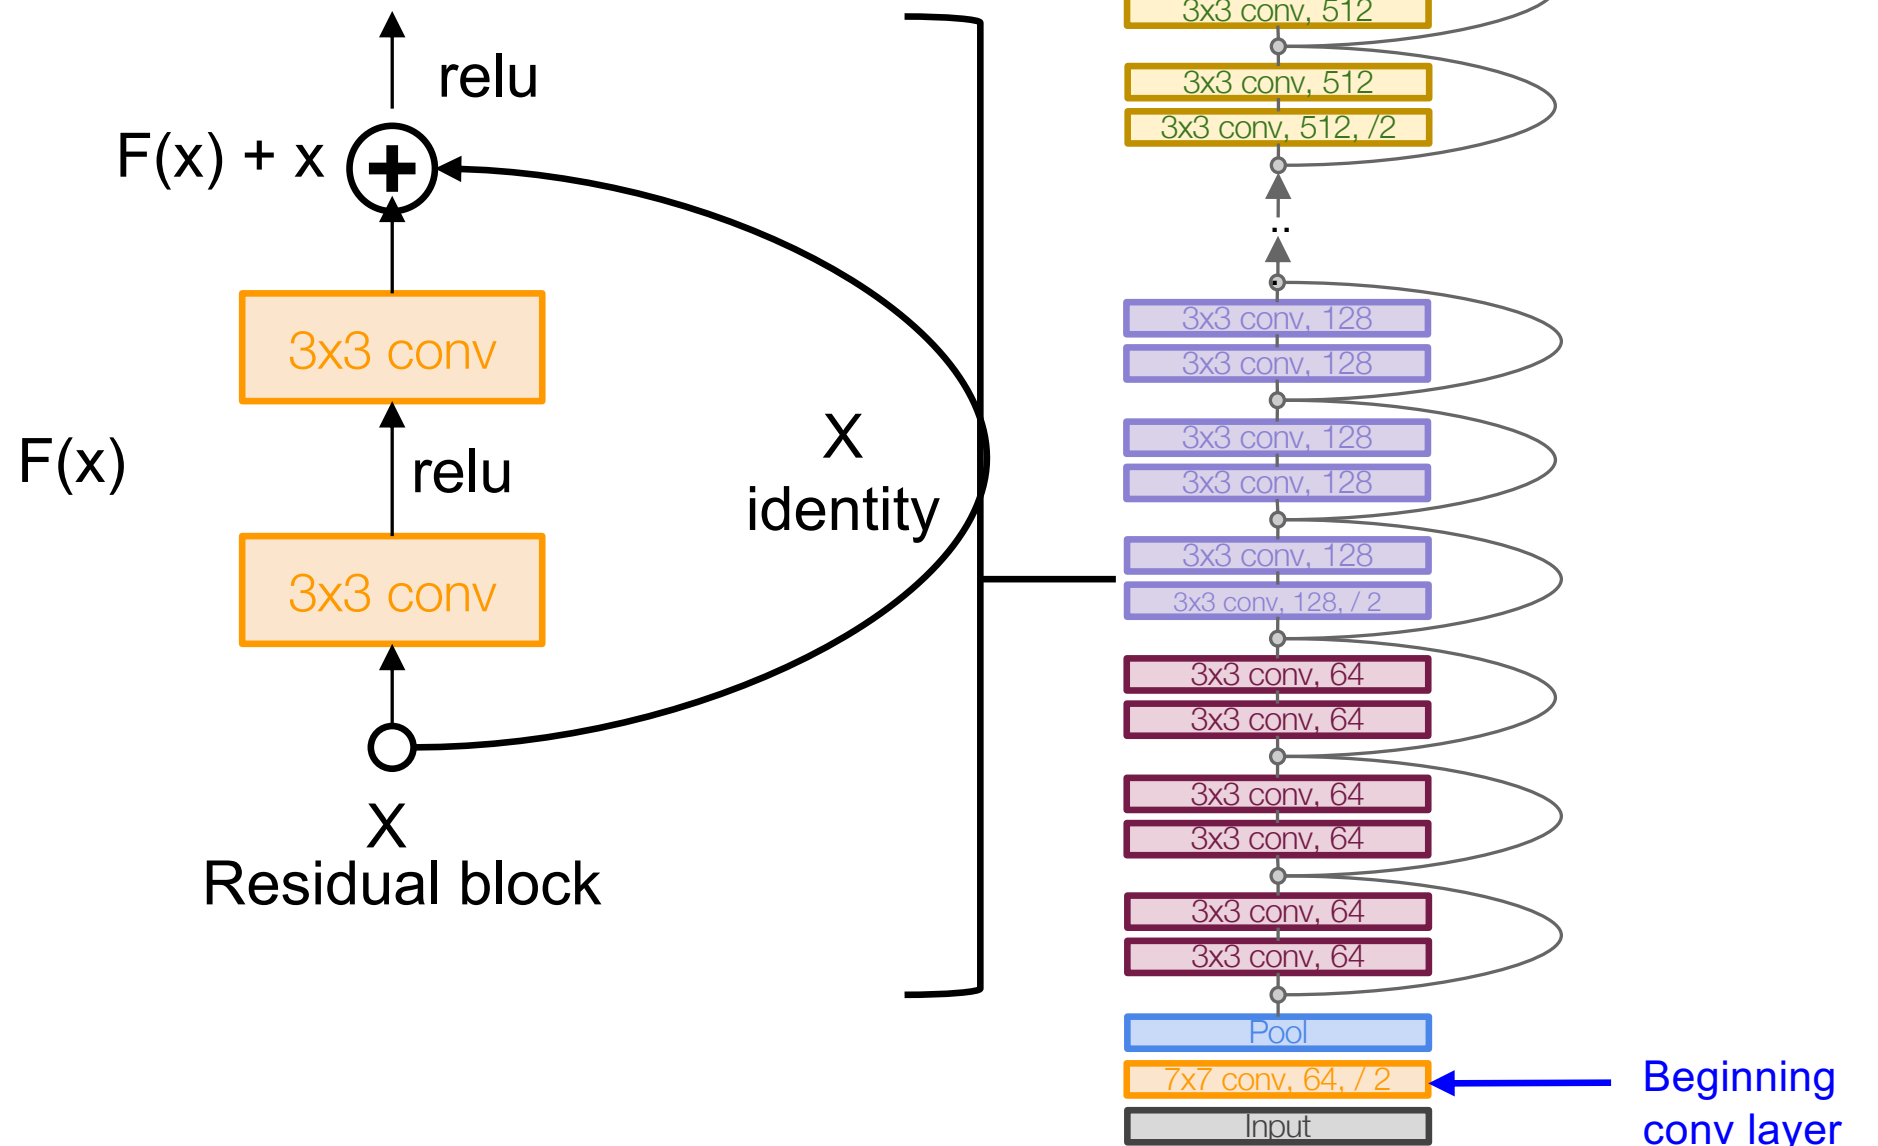 relu
F(x) + x
3x3 conv
F(x)
relu
X
identity
3x3 conv
X
Residual block
3x3 conv, 512
3x3 conv, 512
3x3 conv, 512, /2
..
.
3x3 conv, 128
3x3 conv, 128
3x3 conv, 128
3x3 conv, 128
3x3 conv, 128
3x3 conv, 128, / 2
3x3 conv, 64
3x3 conv, 64
3x3 conv, 64
3x3 conv, 64
3x3 conv, 64
3x3 conv, 64
Pool
7x7 conv, 64, / 2
Input
Beginning
conv layer